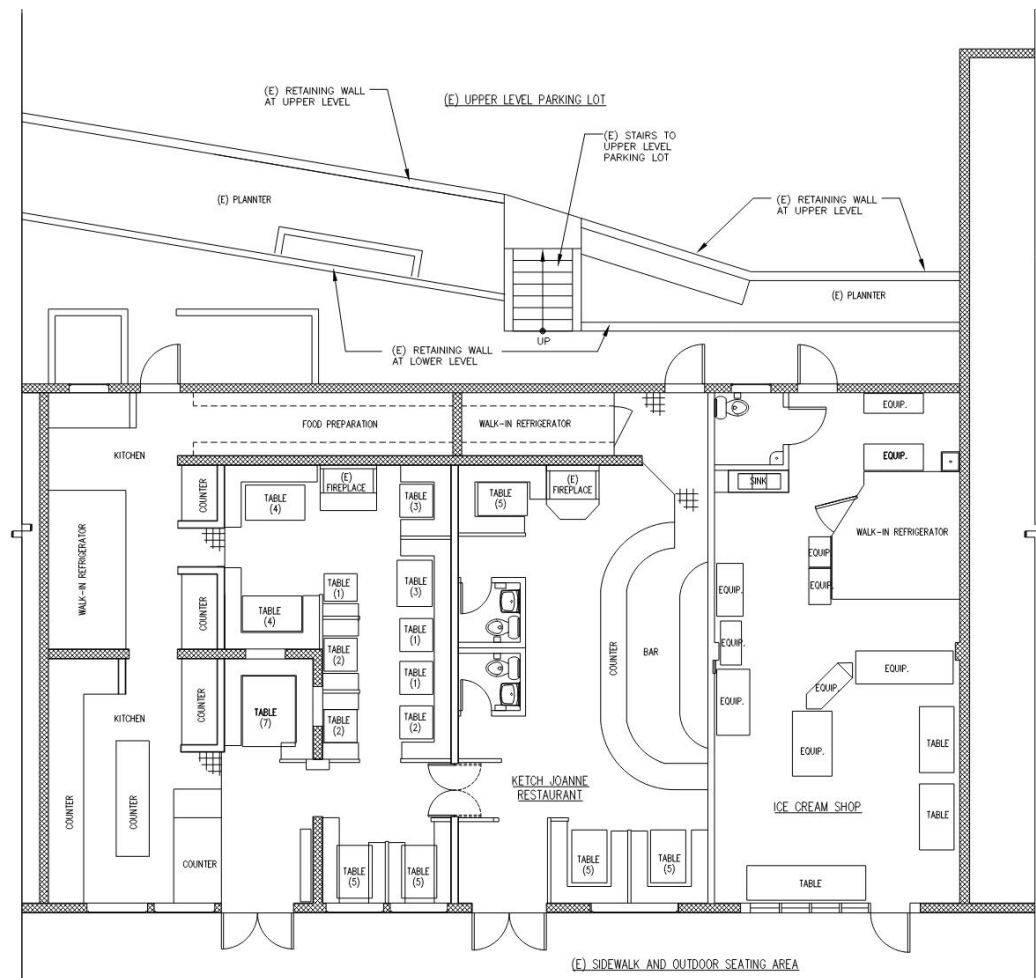 (E) RETAINING WALL
AT UPPER LEVEL
(E) UPPER LEVEL PARKING LOT
(E) STAIRS TO
UPPER LEVEL
PARKING LOT
(E) PLANNTER
(E) RETAINING WALL
AT UPPER LEVEL
(E) PLANNTER
UP
(E) RETAINING WALL
AT LOWER LEVEL
EQUIP.
FOOD PREPARATION
WALK-IN REFRIGERATOR
KITCHEN
EQUIP.
COUNTER
TABLE
(4)
(E)
FIREPLACE
TABLE
(3)
TABLE
(5)
(E)
FIREPLACE
SINK
WALK-IN REFRIGERATOR
WALK-IN REFRIGERATOR
EQUIP.
EQUIP.
COUNTER
TABLE
(4)
TABLE
(1)
TABLE
(3)
EQUIP.
TABLE
(1)
EQUIP.
TABLE
(2)
COUNTER
BAR
TABLE
(1)
EQUIP.
EQUIP.
COUNTER
TABLE
(7)
TABLE
(2)
TABLE
(2)
EQUIP.
KITCHEN
EQUIP.
TABLE
KETCH JOANNE
RESTAURANT
COUNTER
COUNTER
ICE CREAM SHOP
TABLE
COUNTER
TABLE
(5)
TABLE
(5)
TABLE
(5)
TABLE
(5)
TABLE
(E) SIDEWALK AND OUTDOOR SEATING AREA